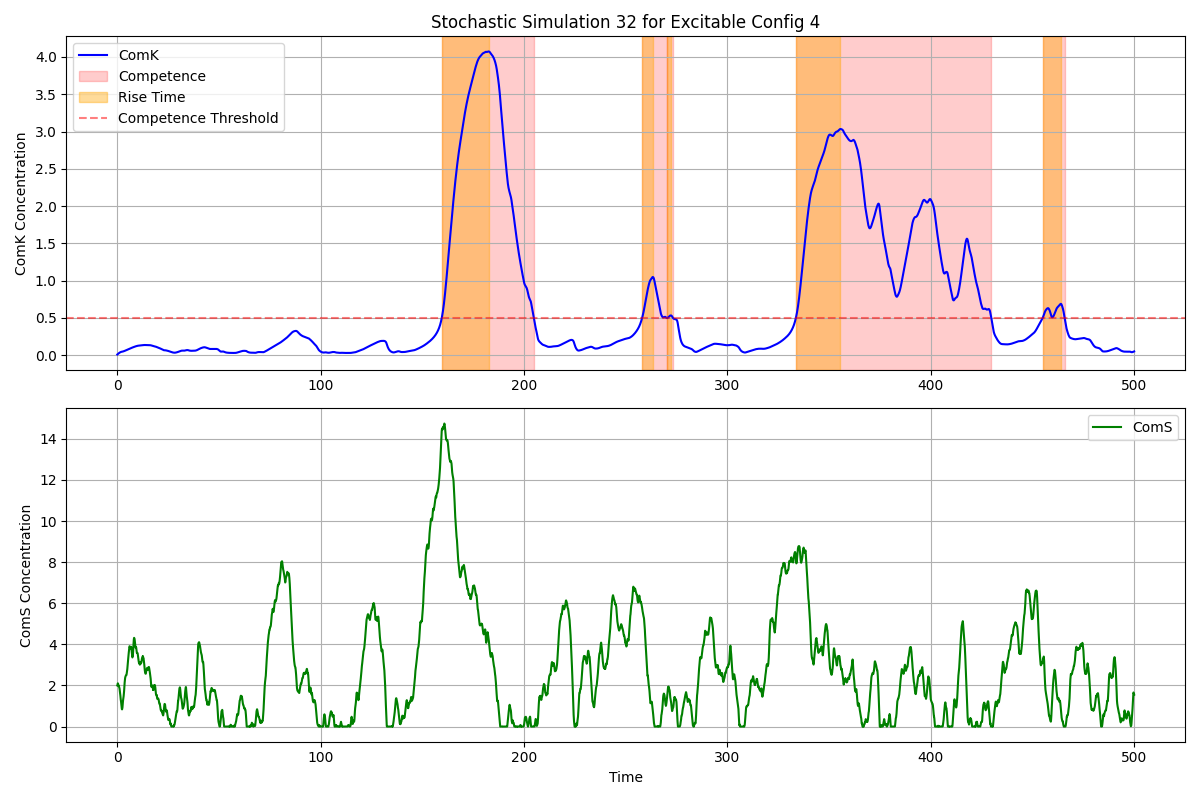 Stochastic Simulation 32 for Excitable Config 4
ComK Concentration
4.0
3.5
3.0
2.5
2.0
1.5
1.0
0.5
0.0
ComK
Competence
Rise Time
Competence Threshold
0 100 200 300 400 500
ComS Concentration
14
12
10
8
6
4
2
0
ComS
0 100 200 300 400 500
Time